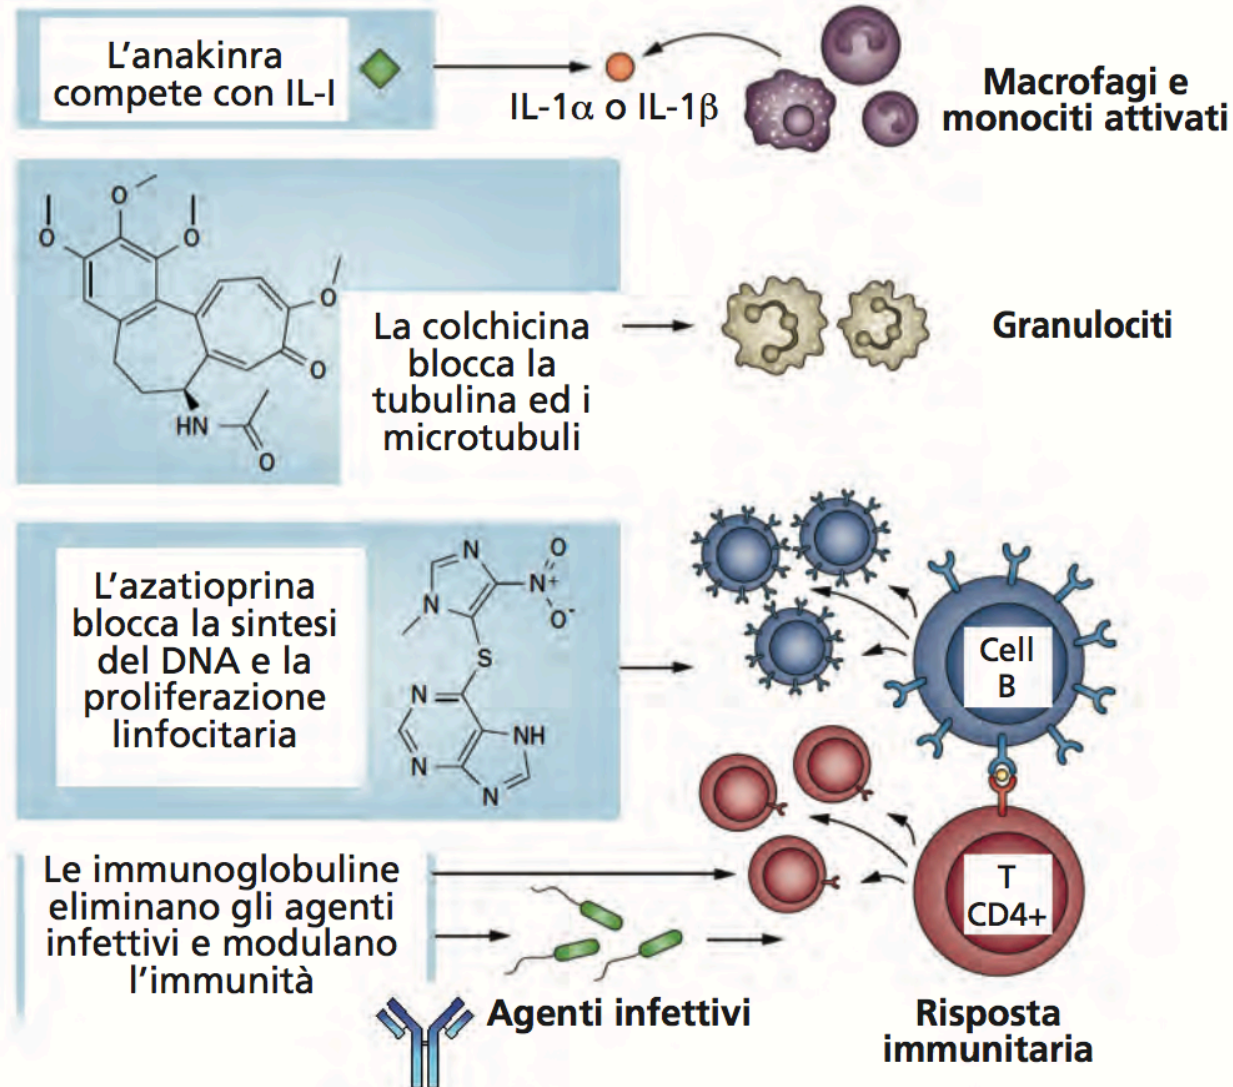 L'anakinra
compete con IL-I
IL-1α o IL-1β
Macrofagi e
monociti attivati
O
O
O
O
O
HN
O
La colchicina
blocca la
tubulina ed i
microtubuli
Granulociti
L'azatioprina
blocca la sintesi
del DNA e la
proliferazione
linfocitaria
N
O
N+
N
O-
S
N
NH
N
N
Cell
B
T
CD4+
Le immunoglobuline
eliminano gli agenti
infettivi e modulano
l'immunità
Agenti infettivi
Risposta
immunitaria